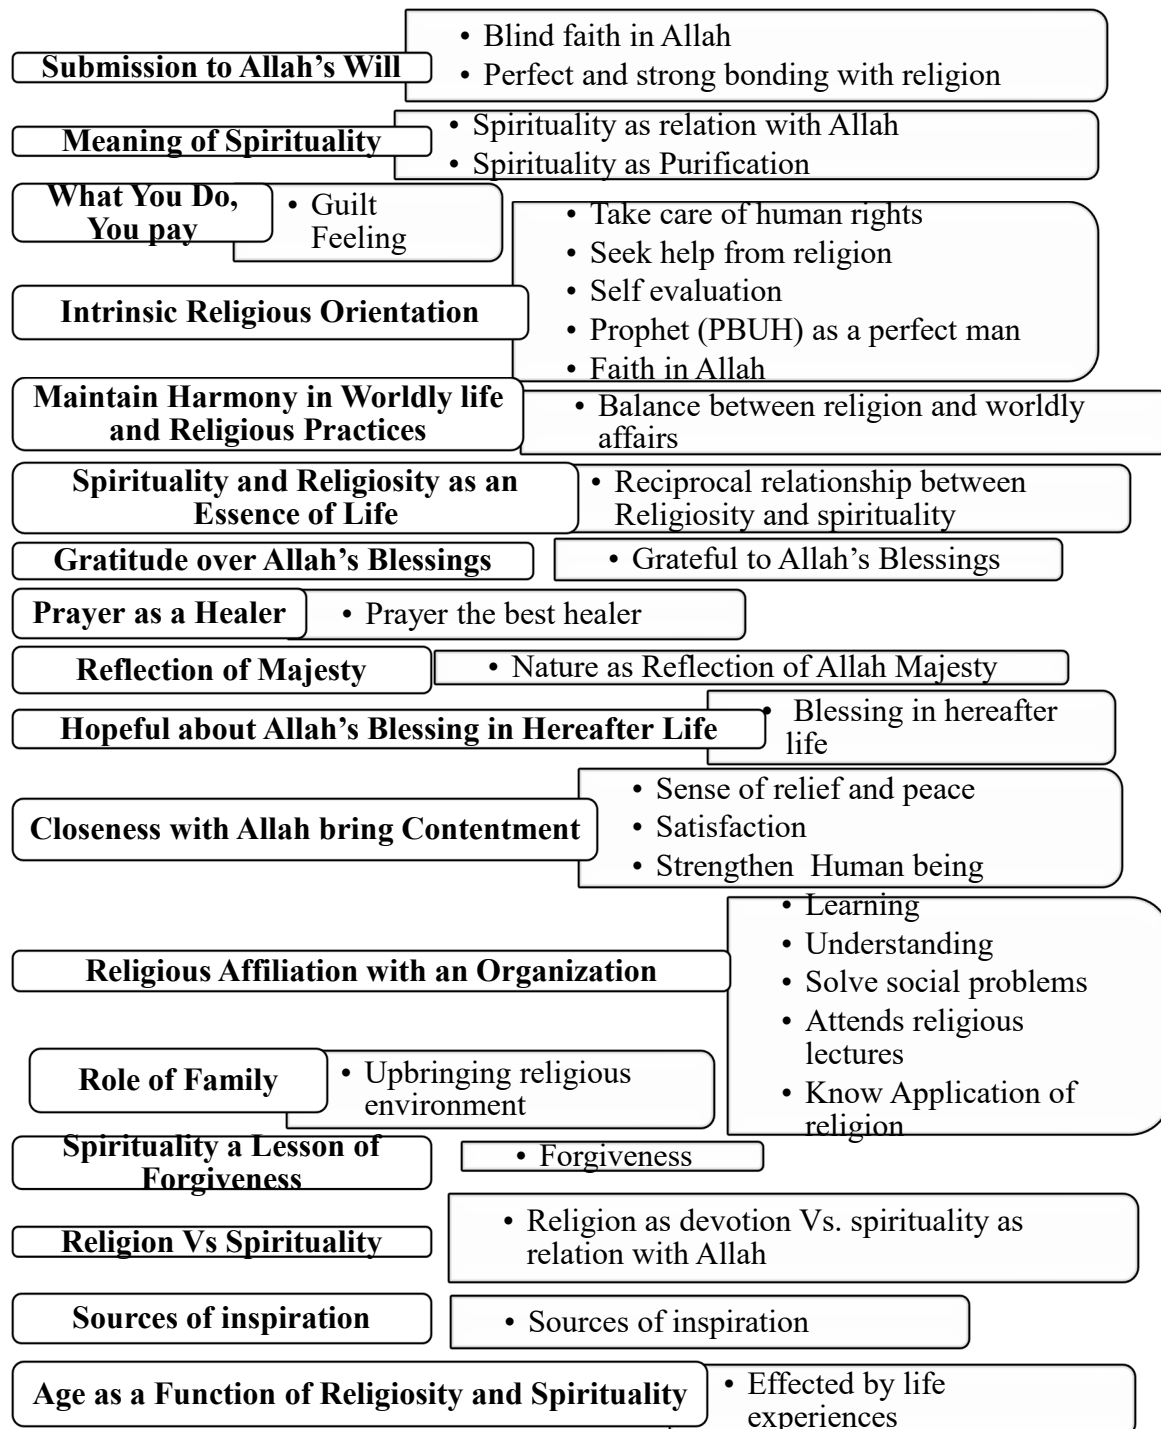 Submission to Allah’s Will
• Blind faith in Allah
• Perfect and strong bonding with religion
Meaning of Spirituality
• Spirituality as relation with Allah
• Spirituality as Purification
What You Do,
You pay
• Guilt
Feeling
Intrinsic Religious Orientation
• Take care of human rights
• Seek help from religion
• Self evaluation
• Prophet (PBUH) as a perfect man
• Faith in Allah
Maintain Harmony in Worldly life
and Religious Practices
• Balance between religion and worldly
affairs
Spirituality and Religiosity as an
Essence of Life
• Reciprocal relationship between
Religiosity and spirituality
Gratitude over Allah’s Blessings
• Grateful to Allah’s Blessings
Prayer as a Healer
• Prayer the best healer
Reflection of Majesty
• Nature as Reflection of Allah Majesty
Hopeful about Allah’s Blessing in Hereafter Life
• Blessing in hereafter
life
Closeness with Allah bring Contentment
• Sense of relief and peace
• Satisfaction
• Strengthen Human being
Religious Affiliation with an Organization
• Learning
• Understanding
• Solve social problems
• Attends religious
lectures
• Know Application of
religion
Role of Family
• Upbringing religious
environment
Spirituality a Lesson of
Forgiveness
• Forgiveness
Religion Vs Spirituality
• Religion as devotion Vs. spirituality as
relation with Allah
Sources of inspiration
• Sources of inspiration
Age as a Function of Religiosity and Spirituality
• Effected by life
experiences